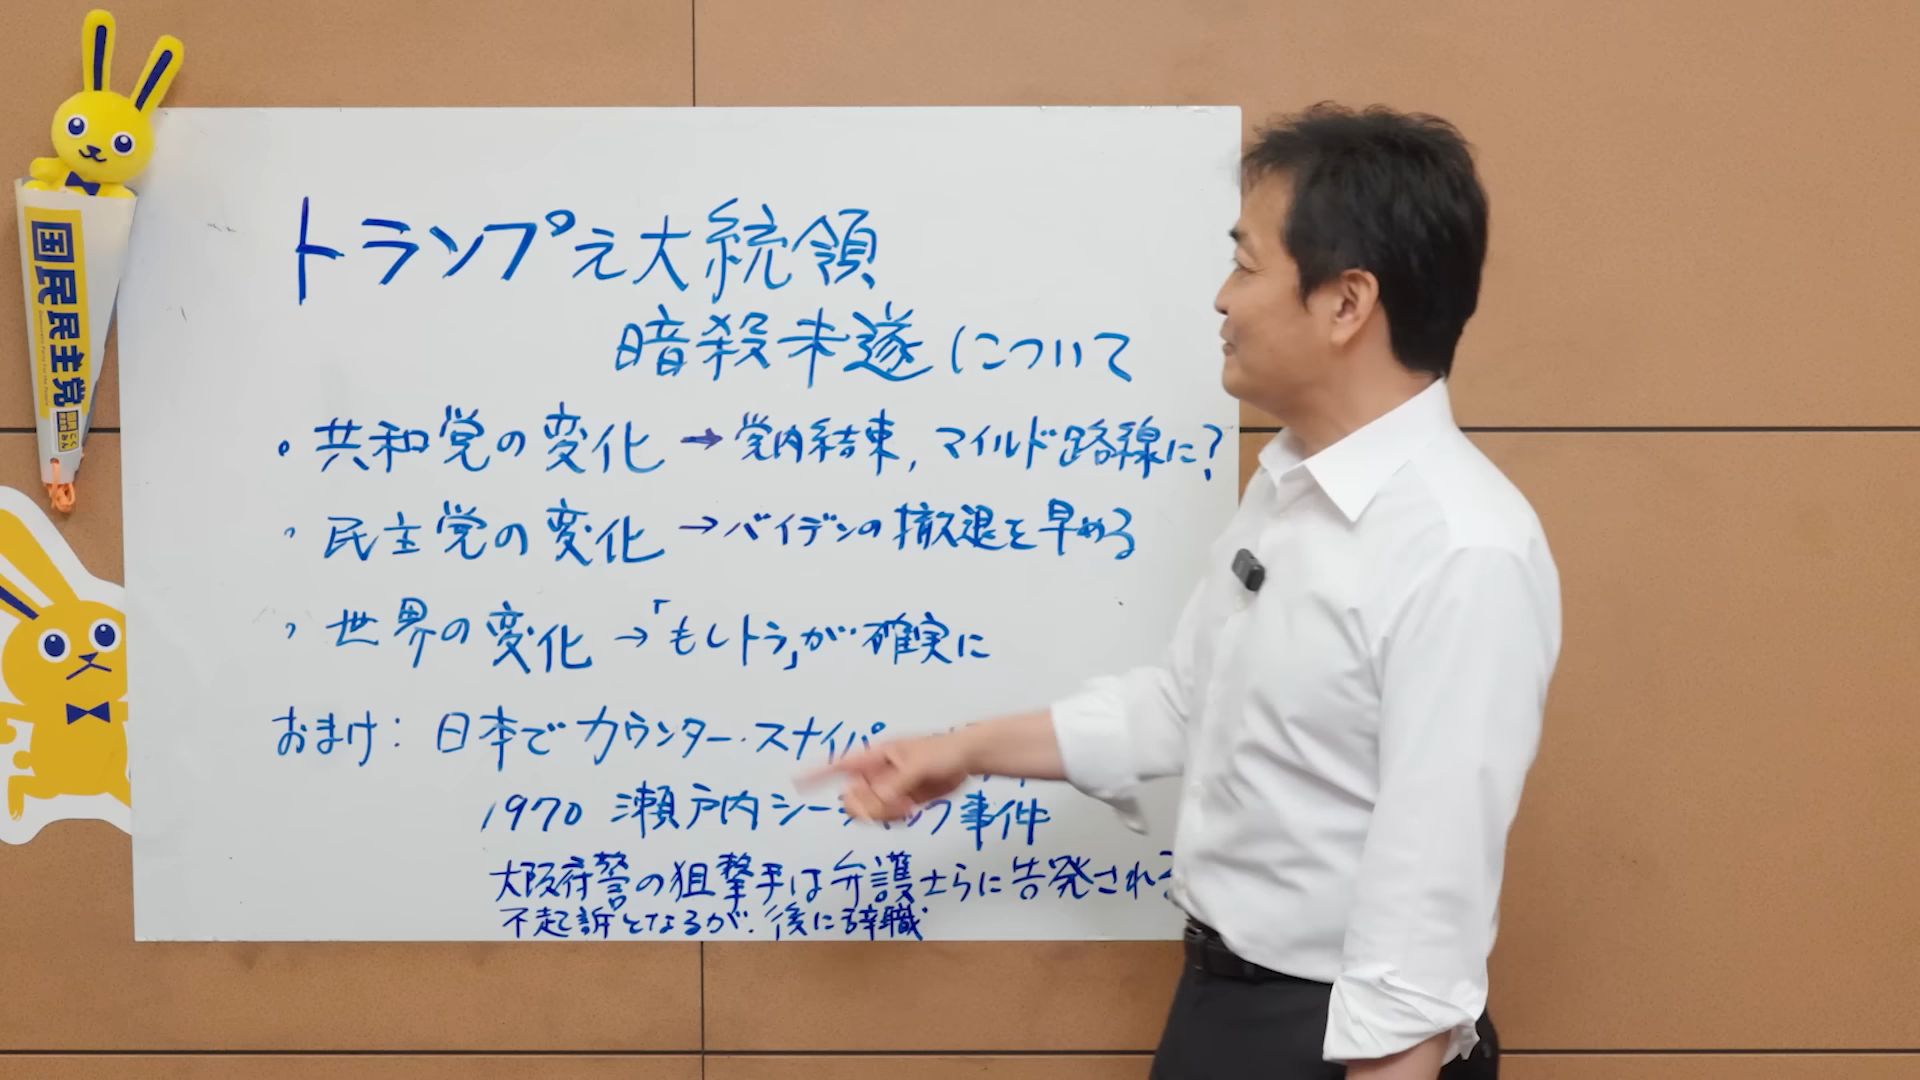 国民民主党
トランプ元大統領
暗殺未遂について
・共和党の変化→党内結束, マイルド路線に?
・民主党の変化→バイデンの撤退を早める
・世界の変化→「もしトラ」が確実に
おまけ: 日本でカウンター・スナイパー
1970 瀬戸内シージャック事件
大阪府警の狙撃手は弁護士らに告発され
不起訴となるが、後に辞職